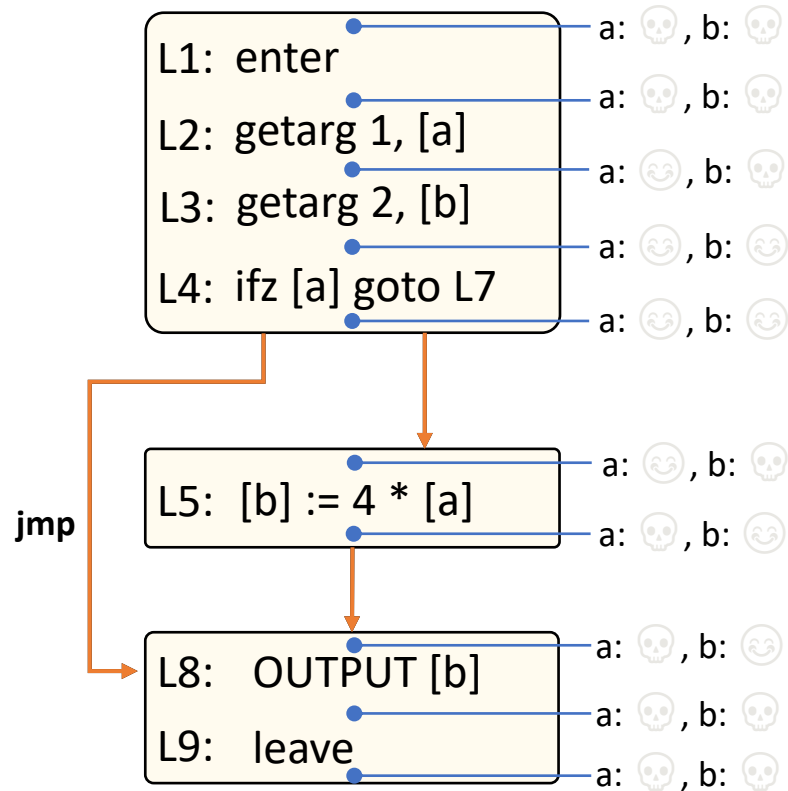 a: 💀, b: 💀
L1: enter
a: 💀, b: 💀
L2: getarg 1, [a]
a: 😊, b: 💀
L3: getarg 2, [b]
a: 😊, b: 😊
L4: ifz [a] goto L7
a: 😊, b: 😊
a: 😊, b: 💀
L5: [b] := 4 * [a]
jmp
a: 💀, b: 😊
a: 💀, b: 😊
L8: OUTPUT [b]
a: 💀, b: 💀
L9: leave
a: 💀, b: 💀